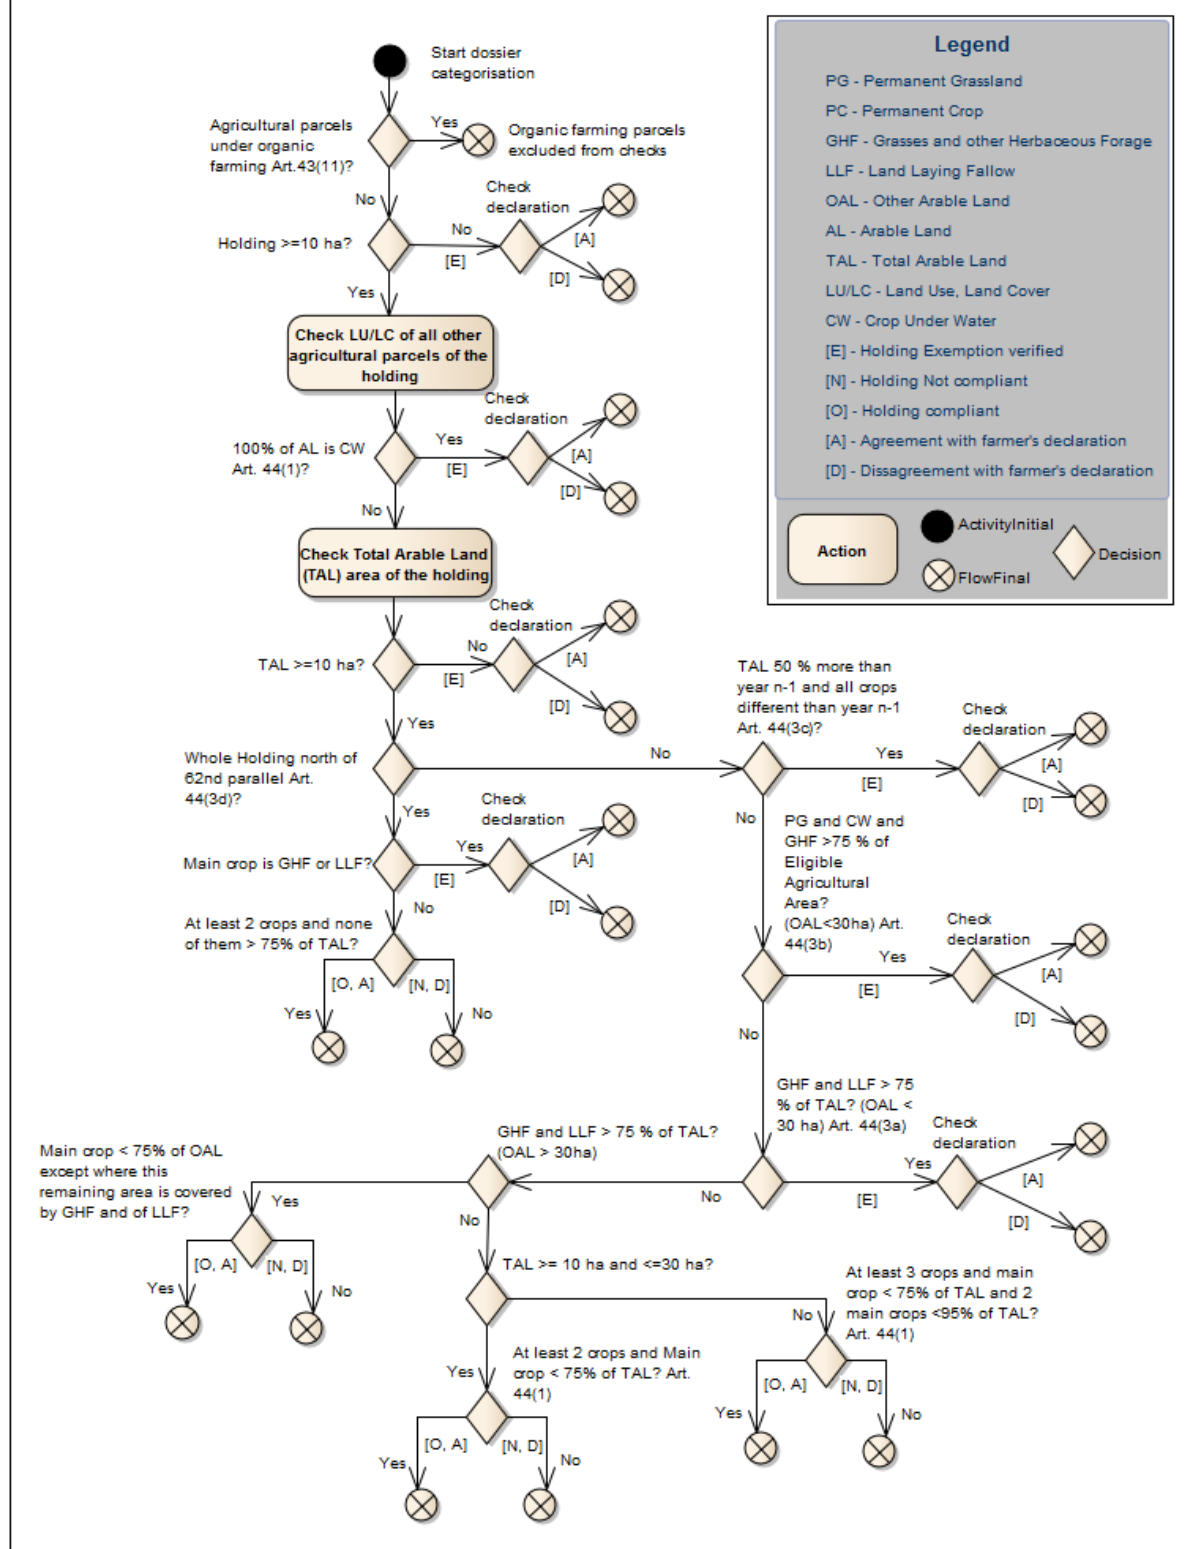 Start dossier
categorisation
Agricultural parcels
under organic
farming Art.43(11)?
Yes
Organic farming parcels
excluded from checks
No
Check
declaration
Holding >=10 ha?
No
[E]
[A]
[D]
Yes
Check LU/LC of all other
agricultural parcels of the
holding
Check
declaration
100% of AL is CW
Art. 44(1)?
Yes
[E]
[A]
[D]
No
Check Total Arable Land
(TAL) area of the holding
Check
declaration
TAL >=10 ha?
No
[E]
[A]
[D]
Yes
TAL 50 % more than
year n-1 and all crops
different than year n-1
Art. 44(3c)?
Check
declaration
Whole Holding north of
62nd parallel Art.
44(3d)?
No
Yes
[E]
[A]
[D]
Yes
Check
declaration
No
Main crop is GHF or LLF?
Yes
[E]
[A]
[D]
No
PG and CW and
GHF >75 % of
Eligible
Agricultural
Area?
(OAL<30ha) Art.
44(3b)
Check
declaration
At least 2 crops and none
of them > 75% of TAL?
[O, A]
[N, D]
Yes
No
Yes
[E]
[A]
[D]
No
GHF and LLF > 75
% of TAL? (OAL <
30 ha) Art. 44(3a)
Check
declaration
Yes
[E]
[A]
[D]
No
GHF and LLF > 75 % of TAL?
(OAL > 30ha)
Main crop < 75% of OAL
except where this
remaining area is covered
by GHF and of LLF?
Yes
[O, A]
[N, D]
Yes
No
No
TAL >= 10 ha and <=30 ha?
At least 3 crops and main
crop < 75% of TAL and 2
main crops <95% of TAL?
Art. 44(1)
No
[O, A]
[N, D]
Yes
No
At least 2 crops and Main
crop < 75% of TAL? Art.
44(1)
Yes
[O, A]
[N, D]
Yes
No
Legend
PG - Permanent Grassland
PC - Permanent Crop
GHF - Grasses and other Herbaceous Forage
LLF - Land Laying Fallow
OAL - Other Arable Land
AL - Arable Land
TAL - Total Arable Land
LU/LC - Land Use, Land Cover
CW - Crop Under Water
[E] - Holding Exemption verified
[N] - Holding Not compliant
[O] - Holding compliant
[A] - Agreement with farmer's declaration
[D] - Dissagreement with farmer's declaration
Action
ActivityInitial
FlowFinal
Decision